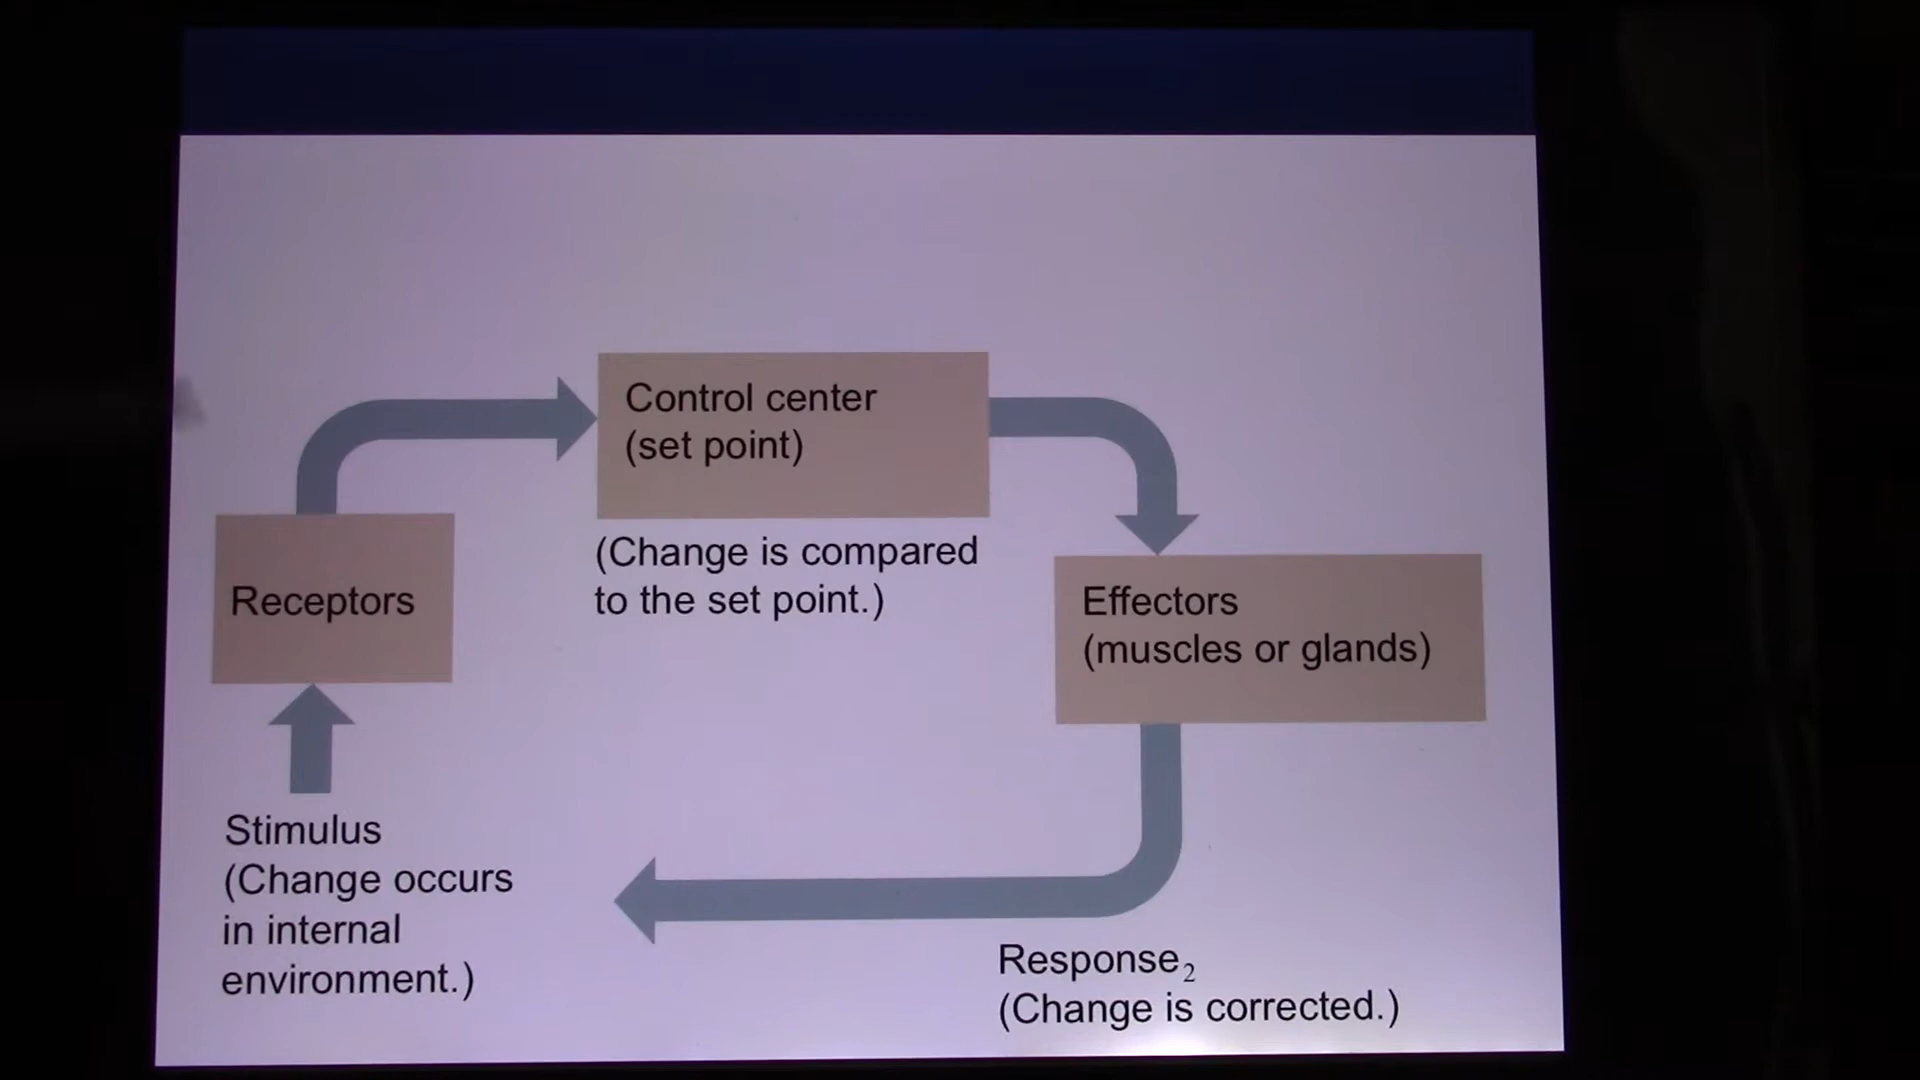 Control center
(set point)
(Change is compared
to the set point.)
Receptors
Effectors
(muscles or glands)
Stimulus
(Change occurs
in internal
environment.)
Response₂
(Change is corrected.)